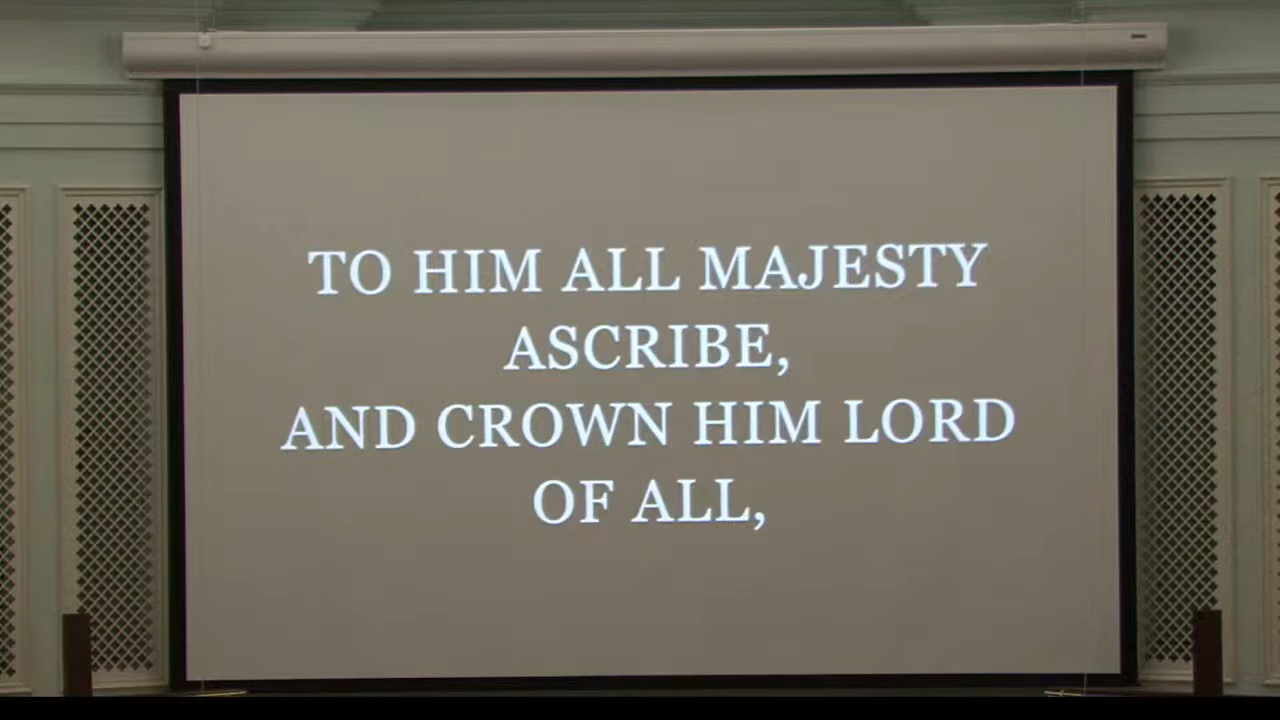 TO HIM ALL MAJESTY
ASCRIBE,
AND CROWN HIM LORD
OF ALL,